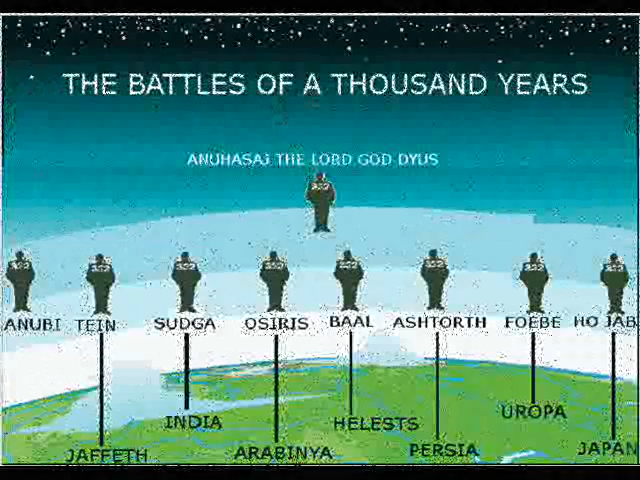 THE BATTLES OF A THOUSAND YEARS
ANUHASAJ THE LORD GOD DYUS
ANUBI TEIN SUDGA OSIRIS BAAL ASHTORTH FOEBE HO JAB
INDIA HELESTS UROPA
JAFFETH ARABINYA PERSIA JAPAN